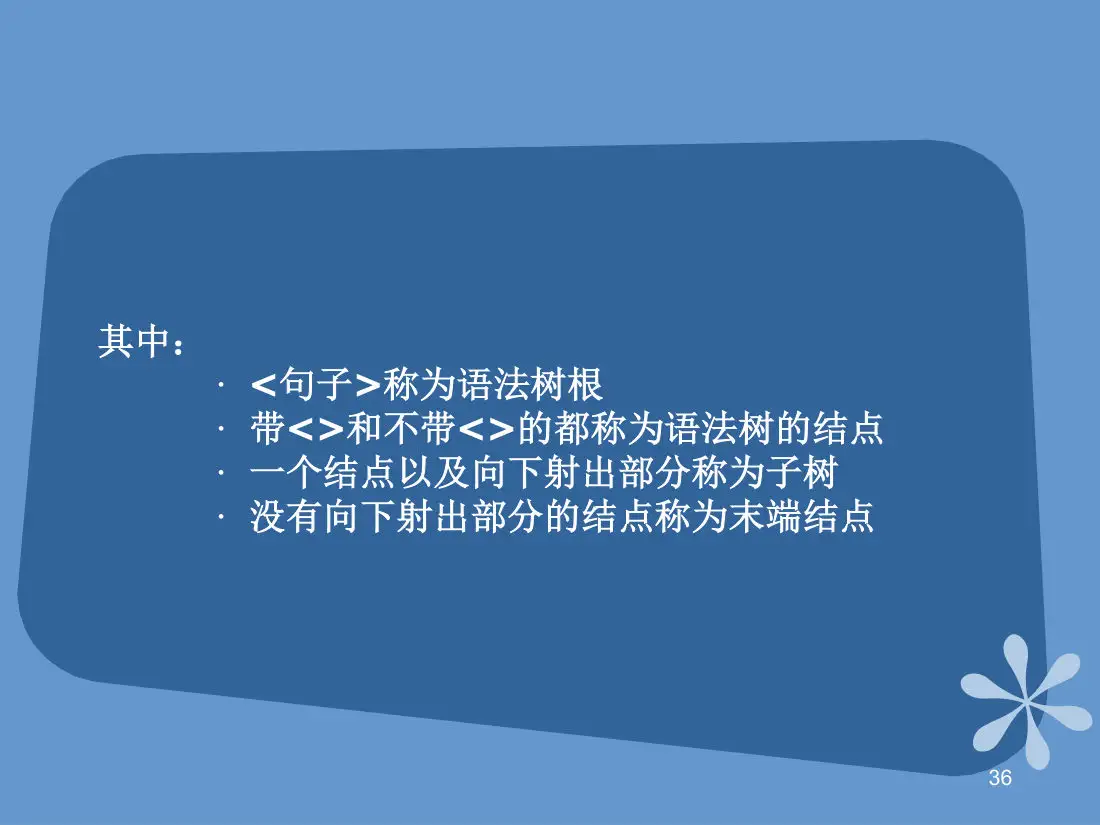 其中：
· <句子>称为语法树根
· 带<>和不带<>的都称为语法树的结点
· 一个结点以及向下射出部分称为子树
· 没有向下射出部分的结点称为末端结点
36